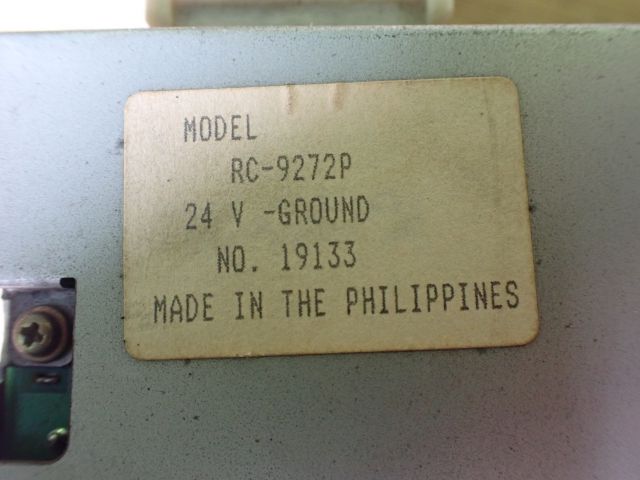 MODEL
RC-9272P
24 V -GROUND
NO. 19133
MADE IN THE PHILIPPINES